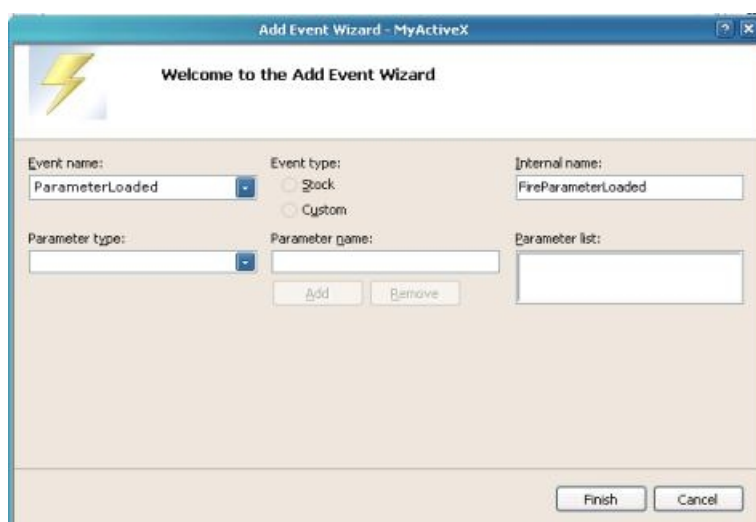 Add Event Wizard - MyActiveX
Welcome to the Add Event Wizard
Event name:
ParameterLoaded
Event type:
Stock
Custom
Internal name:
FireParameterLoaded
Parameter type:
Parameter name:
Add
Remove
Parameter list:
Finish
Cancel